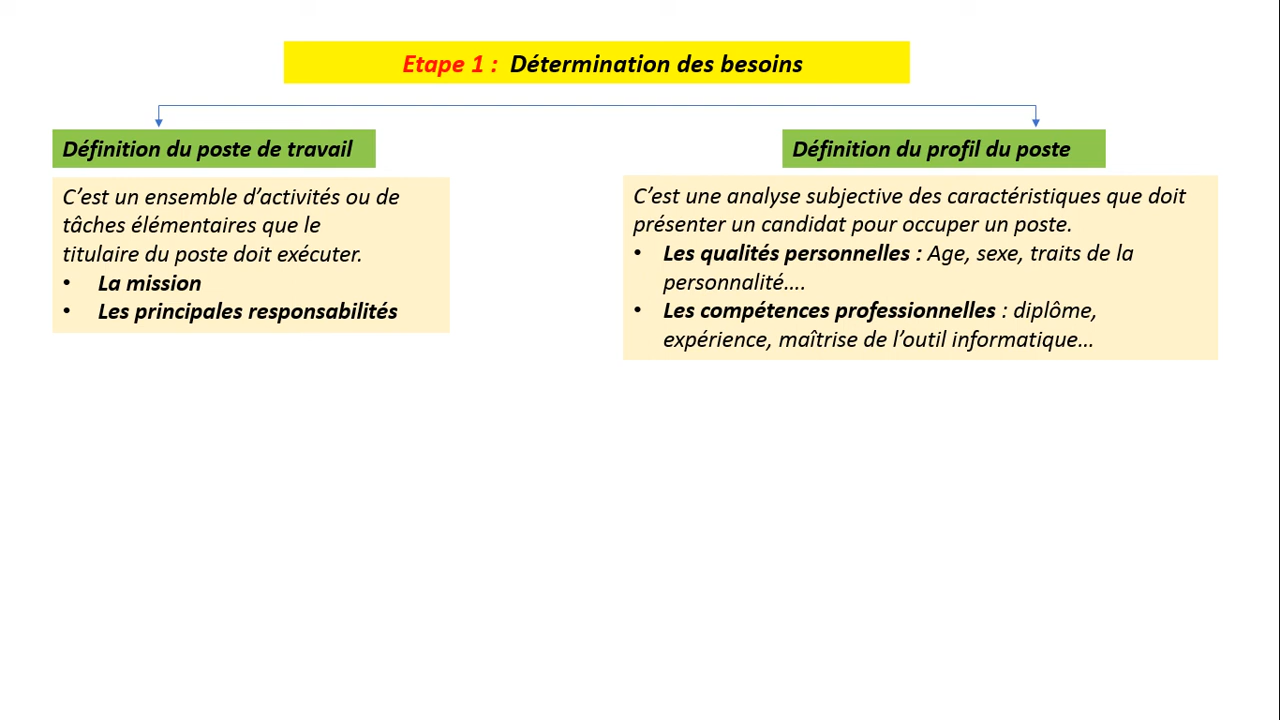 Etape 1 : Détermination des besoins
Définition du poste de travail
C’est un ensemble d’activités ou de
tâches élémentaires que le
titulaire du poste doit exécuter.
• La mission
• Les principales responsabilités
Définition du profil du poste
C’est une analyse subjective des caractéristiques que doit
présenter un candidat pour occuper un poste.
• Les qualités personnelles : Age, sexe, traits de la
personnalité….
• Les compétences professionnelles : diplôme,
expérience, maîtrise de l’outil informatique…